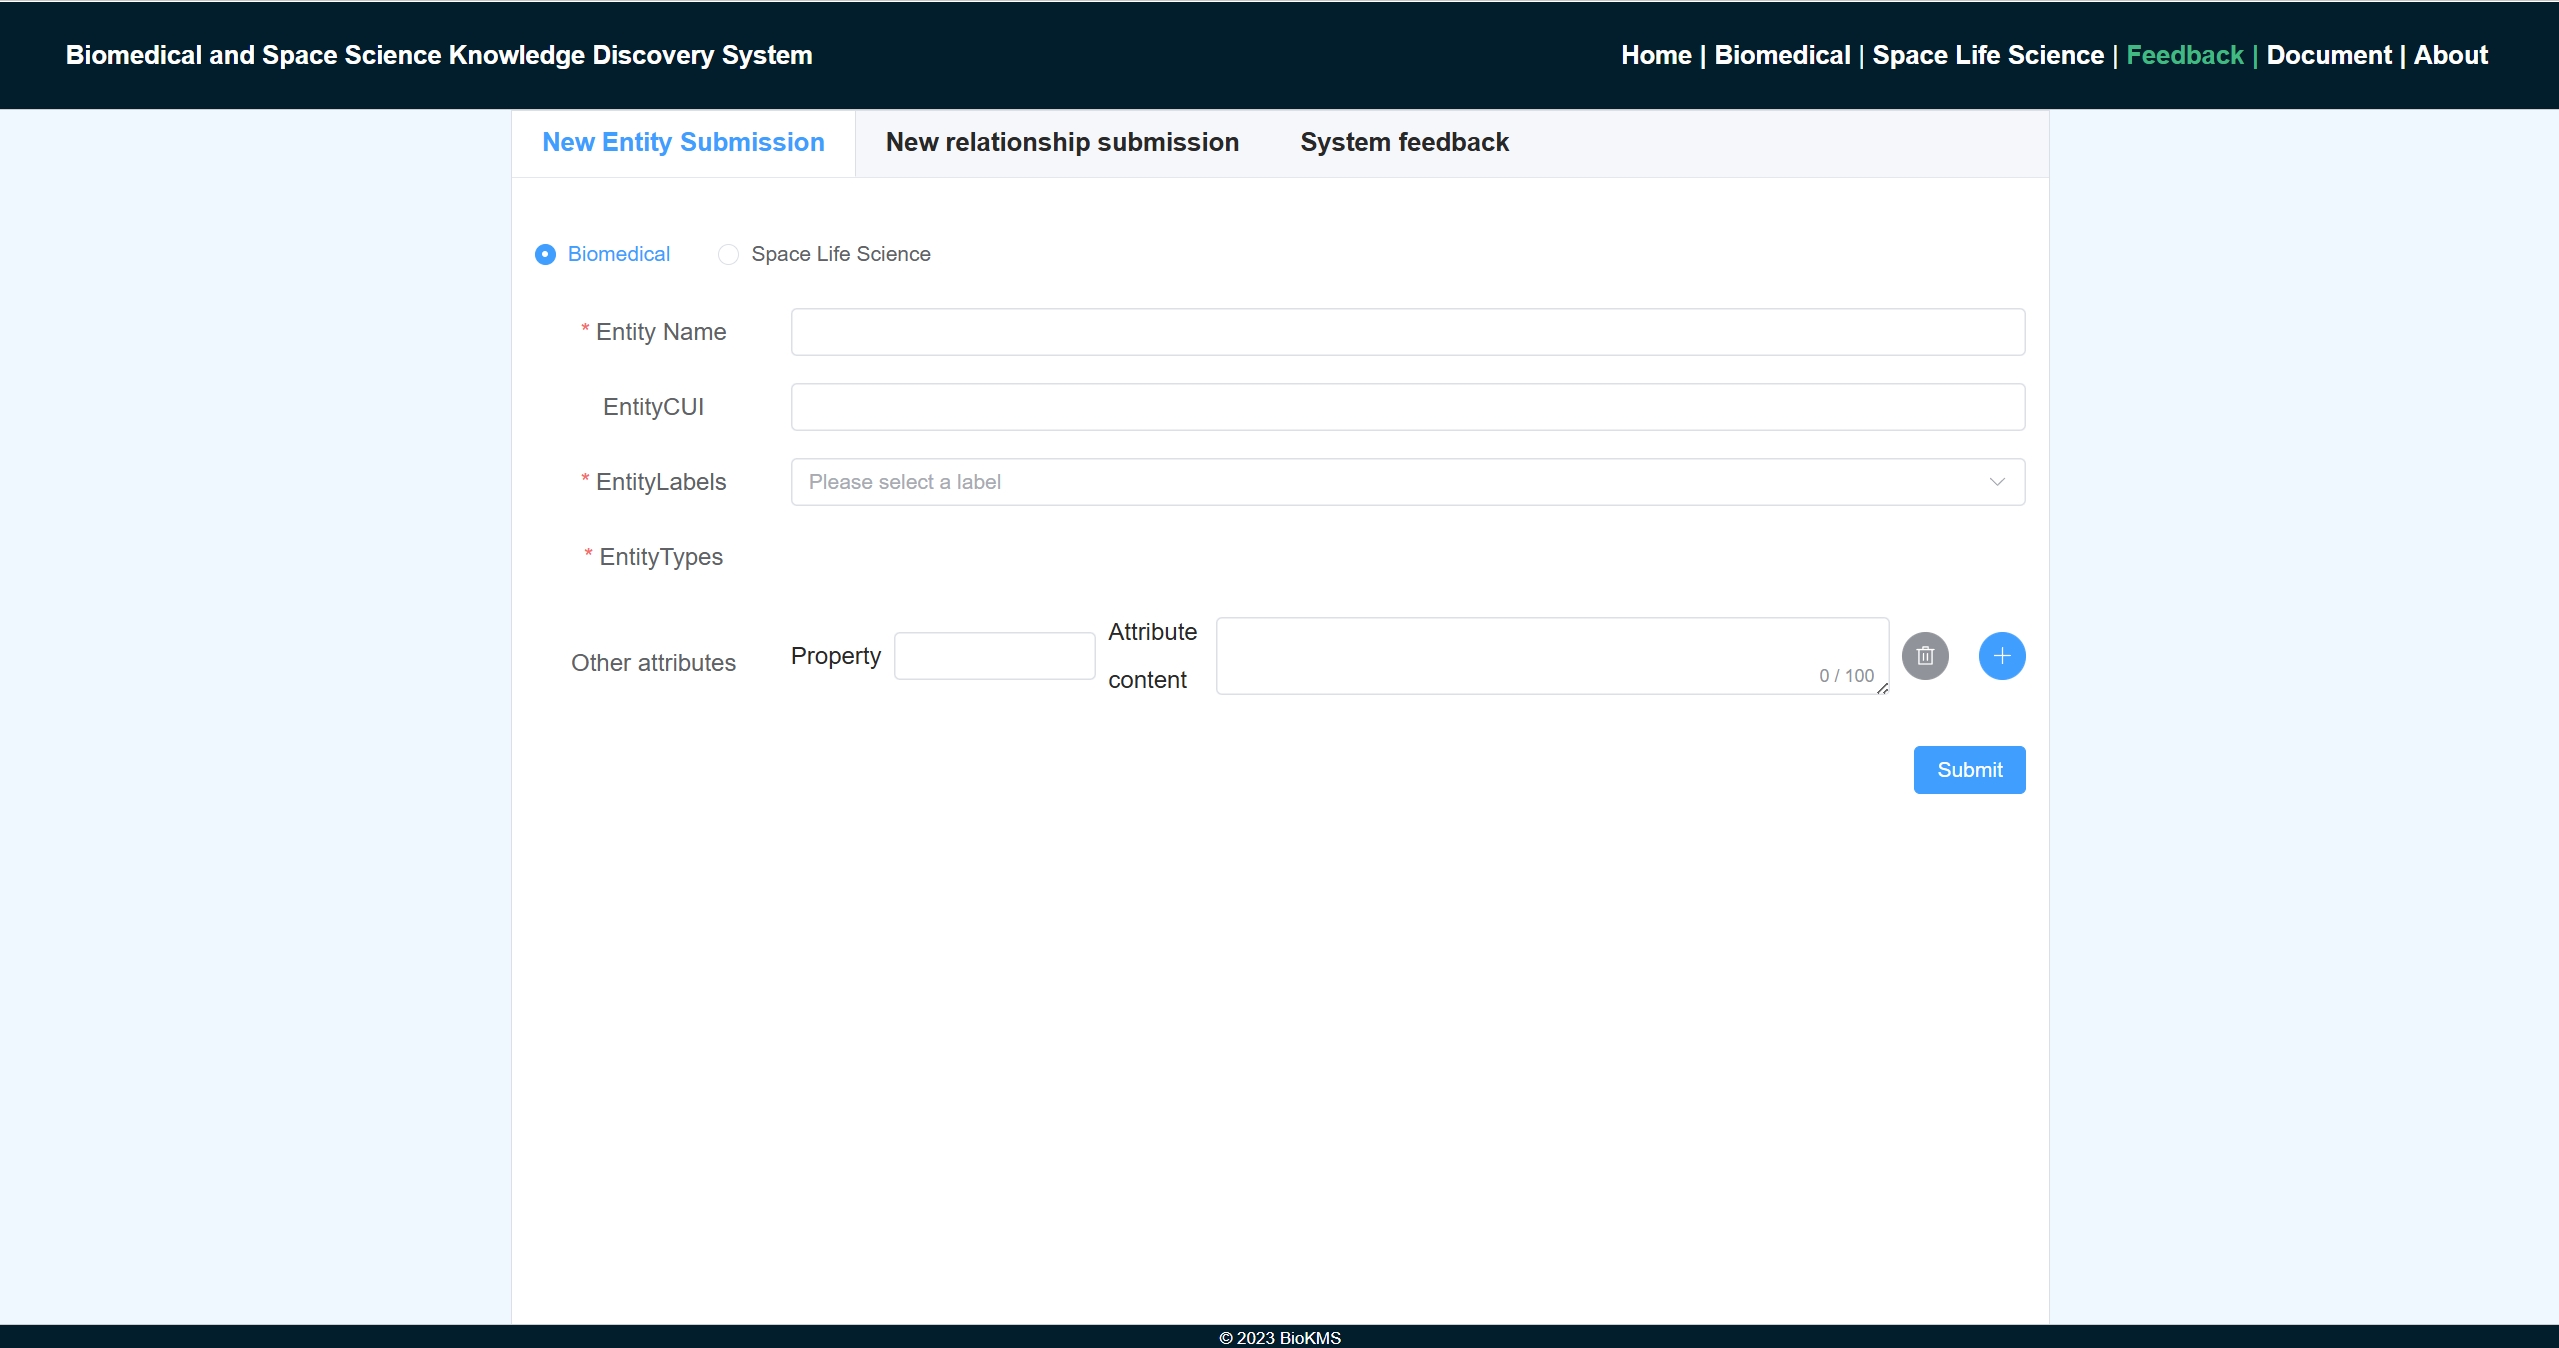 Biomedical and Space Science Knowledge Discovery System
Home | Biomedical | Space Life Science | Feedback | Document | About
New Entity Submission
New relationship submission
System feedback
Biomedical
Space Life Science
* Entity Name
EntityCUI
* EntityLabels
Please select a label
* EntityTypes
Other attributes
Property
Attribute
content
0 / 100
Submit
© 2023 BioKMS